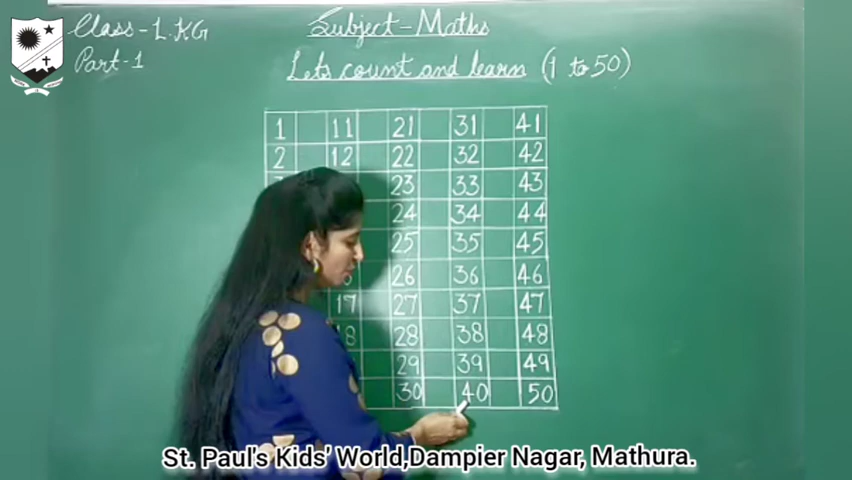 Class-L.KG
Subject-Maths
Part-1
Lets count and learn (1 to 50)
1 11 21 31 41
2 12 22 32 42
23 33 43
24 34 44
25 35 45
26 36 46
17 27 37 47
18 28 38 48
29 39 49
30 40 50
St. Paul's Kids' World,Dampier Nagar, Mathura.